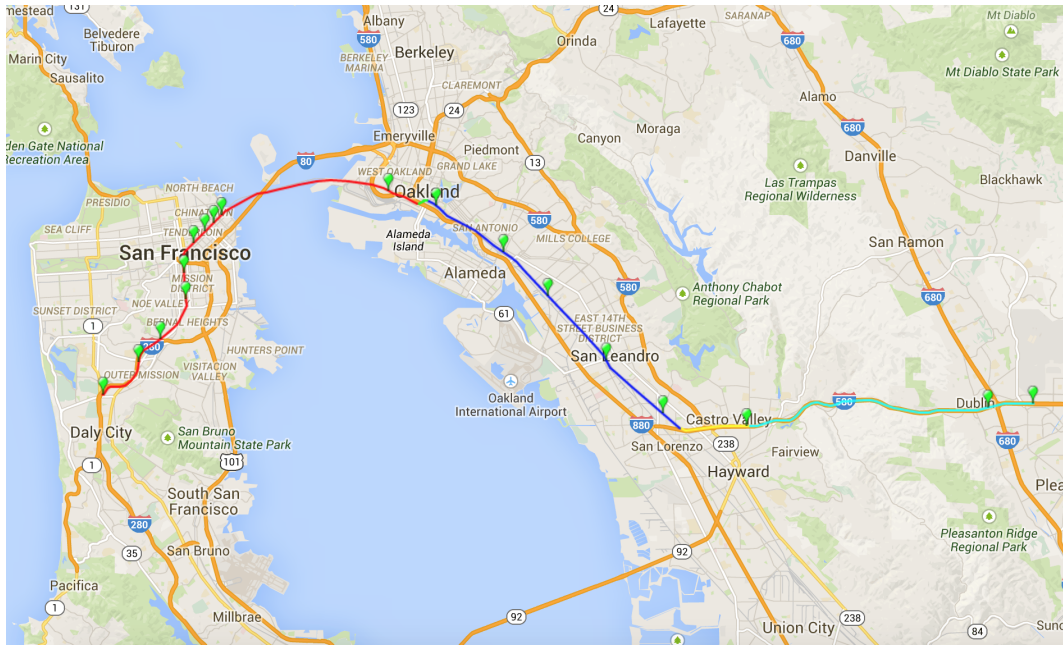 mestead
131
Belvedere
Tiburon
Marin City
Sausalito
den Gate National
Recreation Area
Albany
580
BERKELEY
MARINA
Berkeley
CLAREMONT
24
Orinda
Lafayette
SARANAP
Mt Diablo
Mt Diablo State Park
680
Alamo
680
Danville
Blackhawk
123
24
Emeryville
Piedmont
13
Canyon
Moraga
Las Trampas
Regional Wilderness
80
WEST OAKLAND
GRAND LAKE
Oakland
NORTH BEACH
PRESIDIO
CHINATOWN
SEA CLIFF
TENDERLOIN
San Francisco
Alameda
Island
SAN ANTONIO
580
MILLS COLLEGE
San Ramon
MISSION
DISTRICT
Alameda
580
Anthony Chabot
Regional Park
680
NOE VALLEY
SUNSET DISTRICT
1
BERNAL HEIGHTS
280
HUNTERS POINT
61
EAST 14TH
STREET BUSINESS
DISTRICT
San Leandro
OUTER MISSION
VISITACION
VALLEY
Oakland
International Airport
580
Dublin
Daly City
San Bruno
Mountain State Park
880
Castro Valley
San Lorenzo
238
Fairview
680
1
101
Hayward
Plea
South San
Francisco
280
35
San Bruno
92
Pleasanton Ridge
Regional Park
Pacifica
1
Millbrae
92
Union City
238
84
Suno